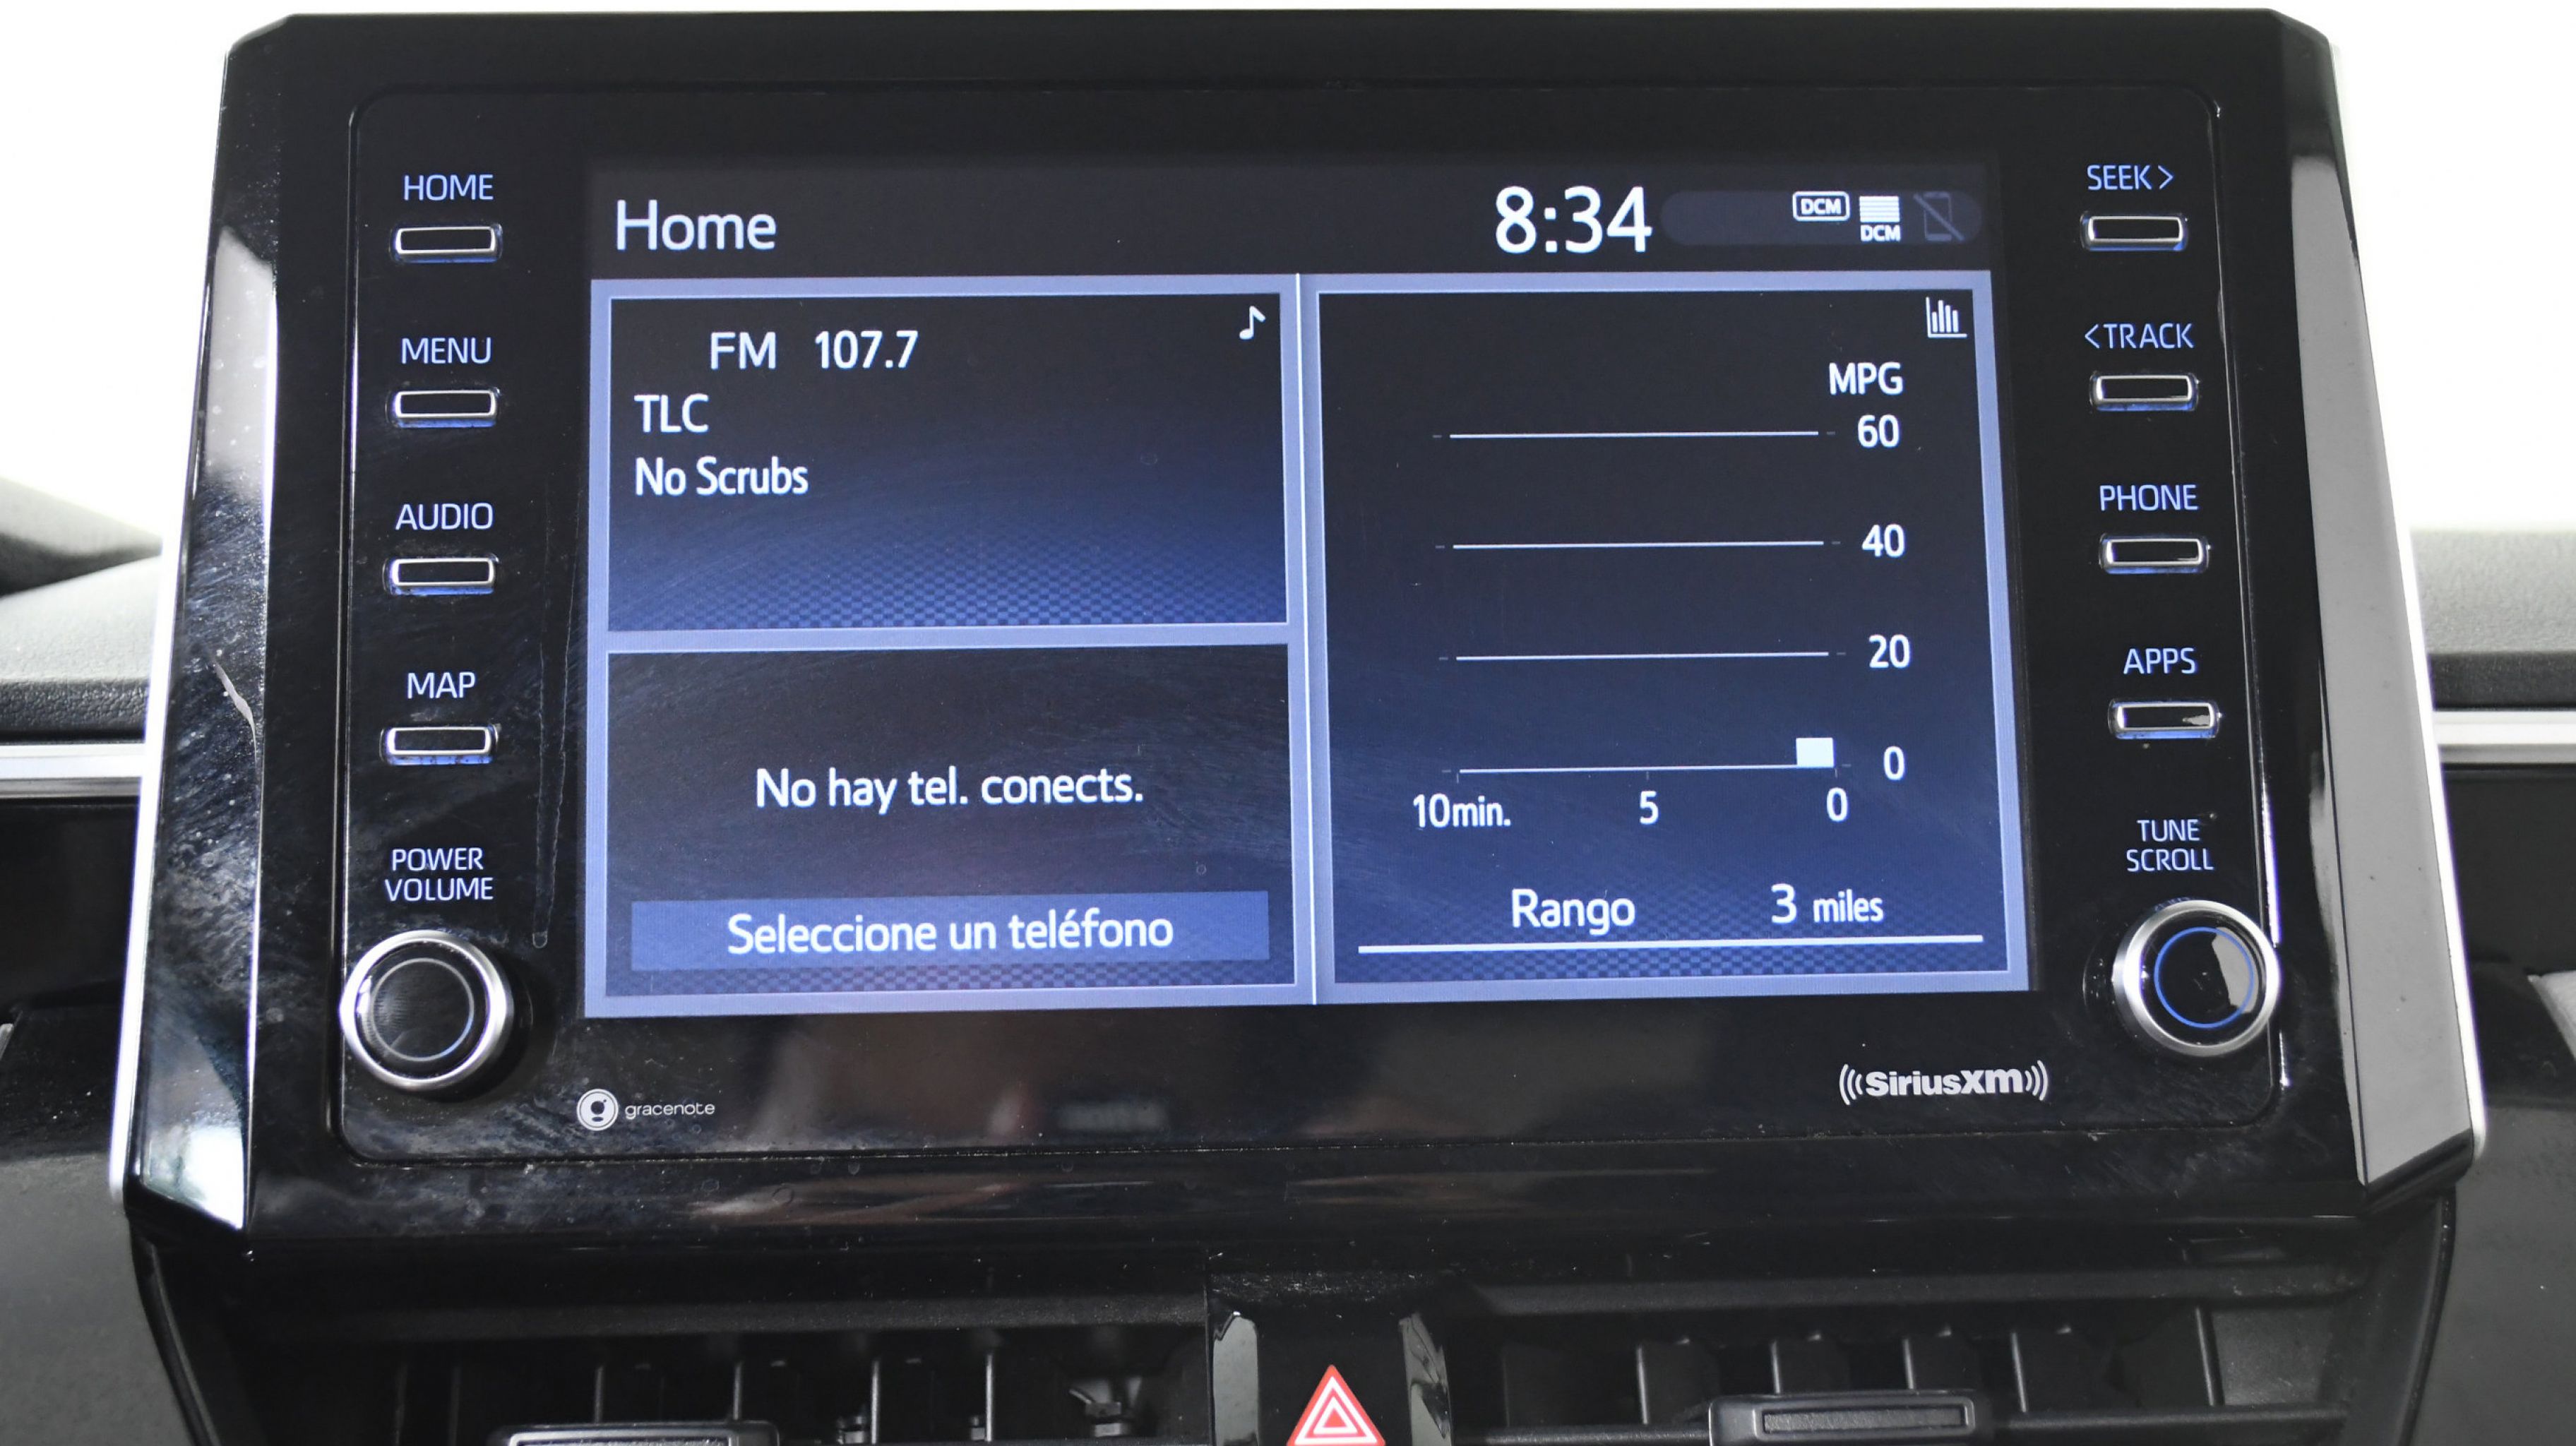 HOME
MENU
AUDIO
MAP
POWER
VOLUME
Home
8:34
DCM
DCM
FM 107.7
TLC
No Scrubs
No hay tel. conects.
Seleccione un teléfono
MPG
60
40
20
0
10min. 5 0
Rango 3 miles
SEEK >
< TRACK
PHONE
APPS
TUNE
SCROLL
gracenote
SiriusXM